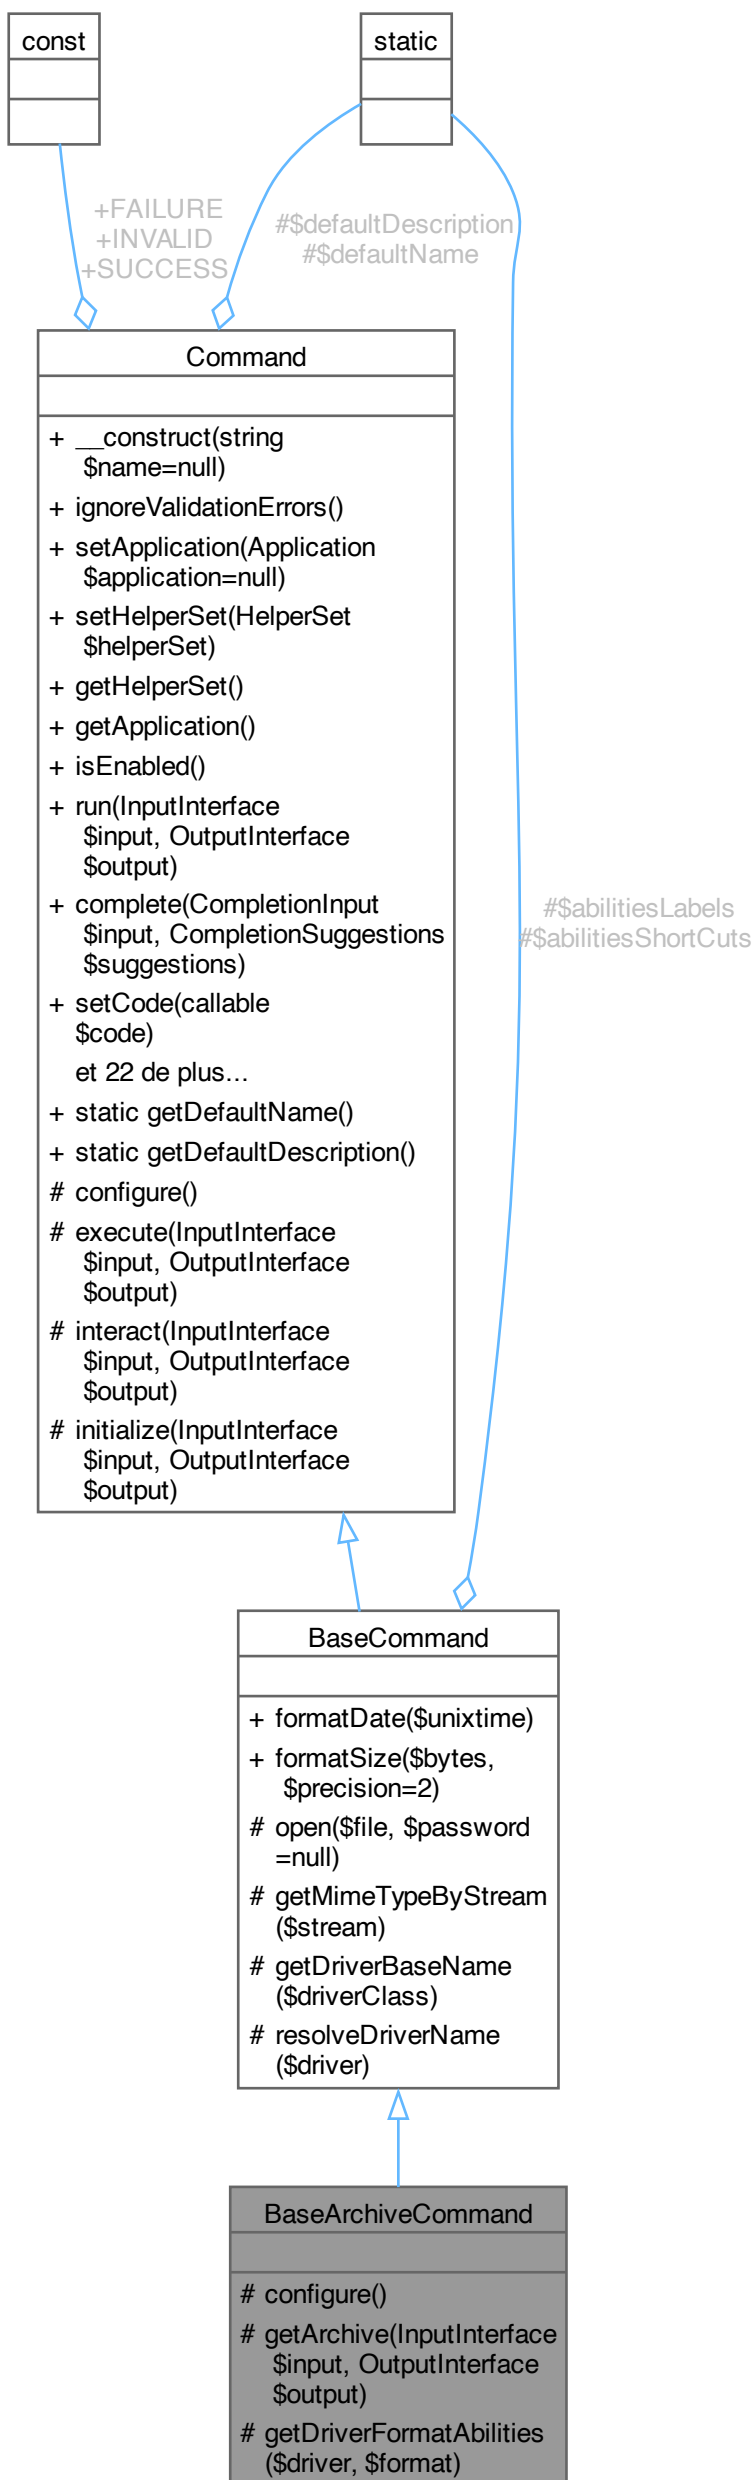 const
static
+FAILURE
+INVALID
+SUCCESS
#$defaultDescription
#$defaultName
Command
+ __construct(string
$name=null)
+ ignoreValidationErrors()
+ setApplication(Application
$application=null)
+ setHelperSet(HelperSet
$helperSet)
+ getHelperSet()
+ getApplication()
+ isEnabled()
+ run(InputInterface
$input, OutputInterface
$output)
+ complete(CompletionInput
$input, CompletionSuggestions
$suggestions)
+ setCode(callable
$code)
et 22 de plus...
+ static getDefaultName()
+ static getDefaultDescription()
# configure()
# execute(InputInterface
$input, OutputInterface
$output)
# interact(InputInterface
$input, OutputInterface
$output)
# initialize(InputInterface
$input, OutputInterface
$output)
#$abilitiesLabels
#$abilitiesShortCuts
BaseCommand
+ formatDate($unixtime)
+ formatSize($bytes,
$precision=2)
# open($file, $password
=null)
# getMimeTypeByStream
($stream)
# getDriverBaseName
($driverClass)
# resolveDriverName
($driver)
BaseArchiveCommand
# configure()
# getArchive(InputInterface
$input, OutputInterface
$output)
# getDriverFormatAbilities
($driver, $format)